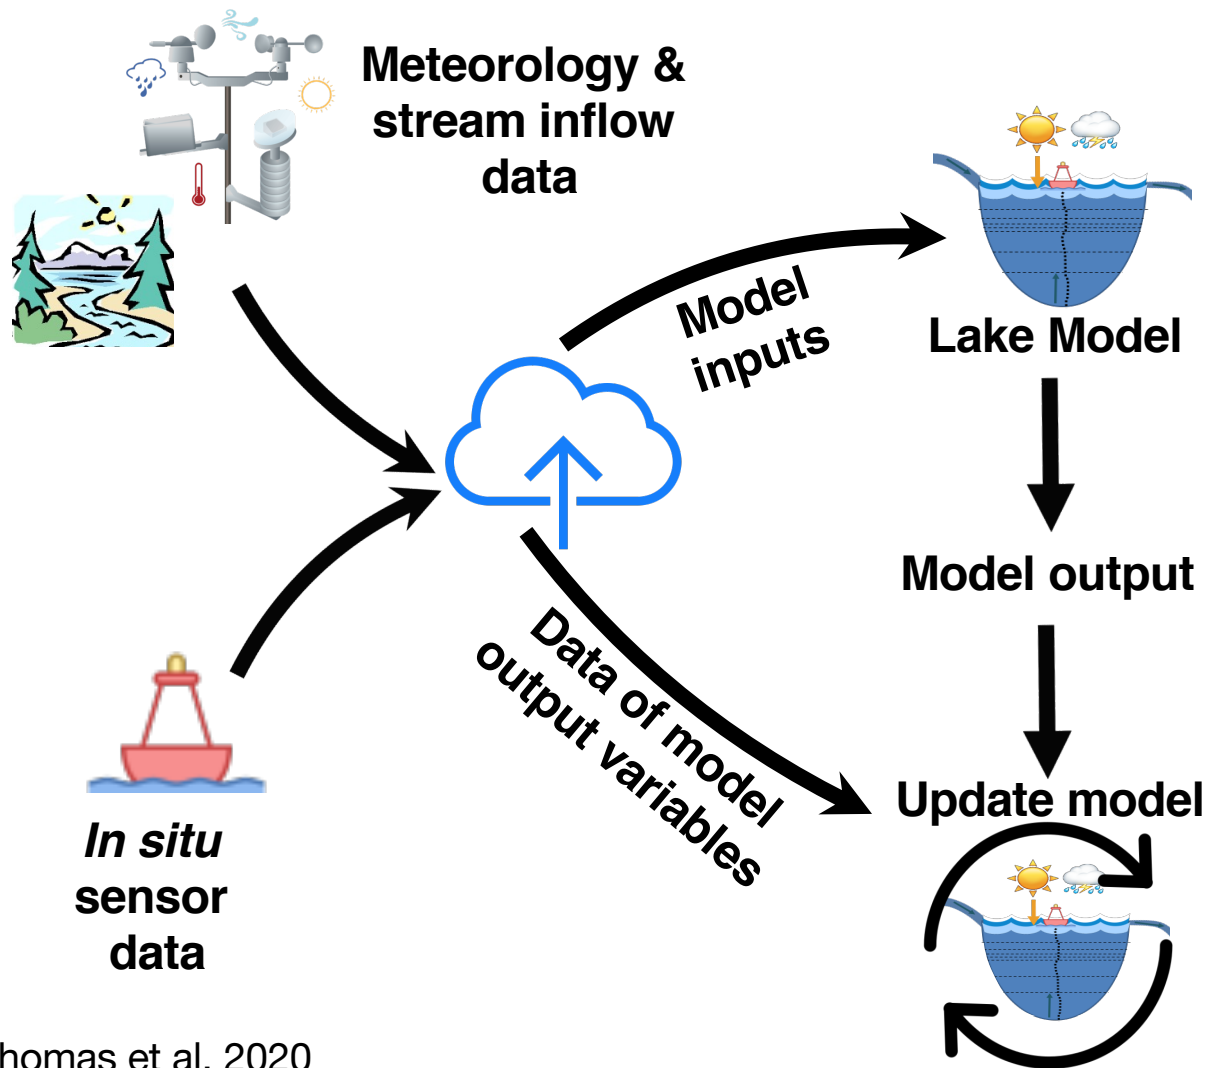 Meteorology &
stream inflow
data
Model
inputs
Lake Model
Model output
Data of model
output variables
Update model
In situ
sensor
data
homas et al. 2020